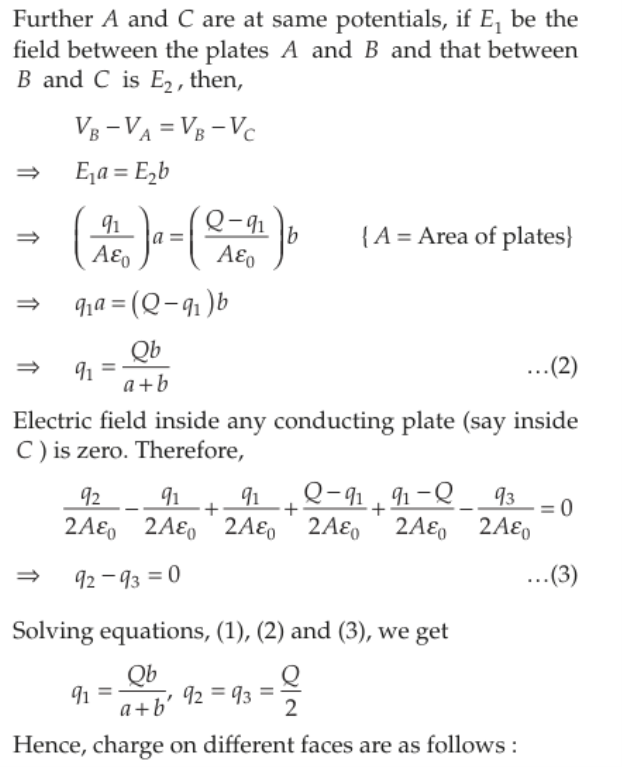 Further A and C are at same potentials, if E₁ be the
field between the plates A and B and that between
B and C is E₂, then,
V_B − V_A = V_B − V_C
⇒ E₁a = E₂b
⇒ (q₁/Aε₀)a = ((Q − q₁)/Aε₀)b {A = Area of plates}
⇒ q₁a = (Q − q₁)b
⇒ q₁ = Qb/(a + b) ...(2)
Electric field inside any conducting plate (say inside
C) is zero. Therefore,
q₂/2Aε₀ − q₁/2Aε₀ + q₁/2Aε₀ + (Q − q₁)/2Aε₀ + (q₁ − Q)/2Aε₀ − q₃/2Aε₀ = 0
⇒ q₂ − q₃ = 0 ...(3)
Solving equations, (1), (2) and (3), we get
q₁ = Qb/(a + b), q₂ = q₃ = Q/2
Hence, charge on different faces are as follows :